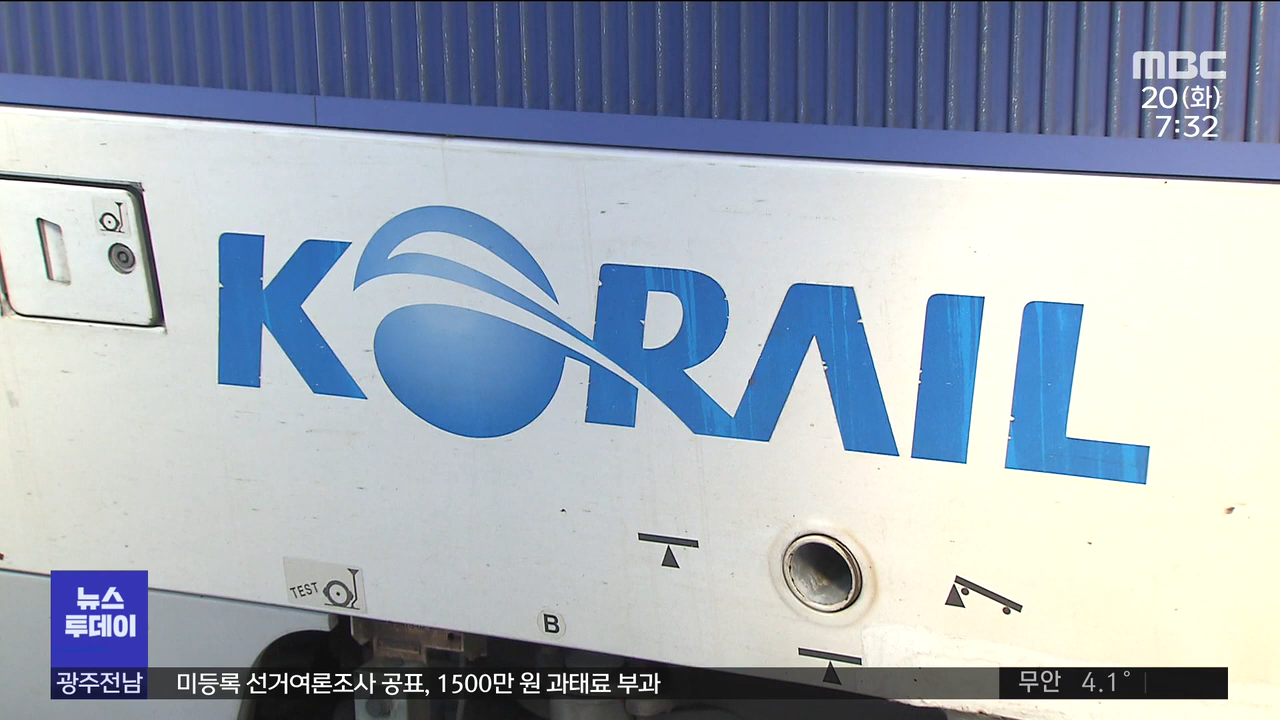 MBC
20(화)
7:32
KORAIL
TEST
B
뉴스
투데이
광주전남 미등록 선거여론조사 공표, 1500만 원 과태료 부과 무안 4.1°